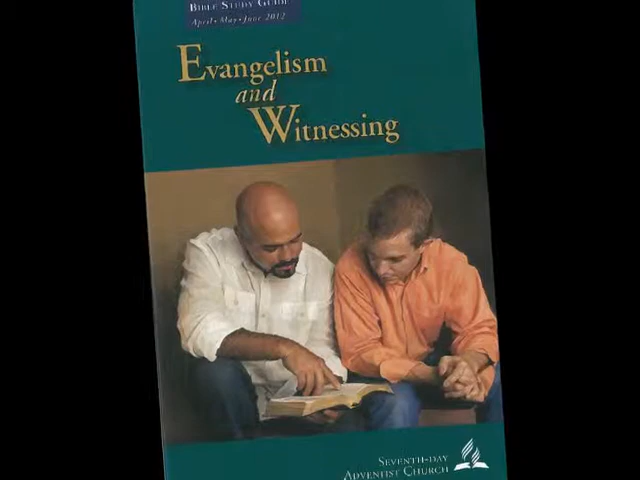 BIBLE STUDY GUIDE
April • May • June 2012
Evangelism
and
Witnessing
SEVENTH-DAY
ADVENTIST CHURCH